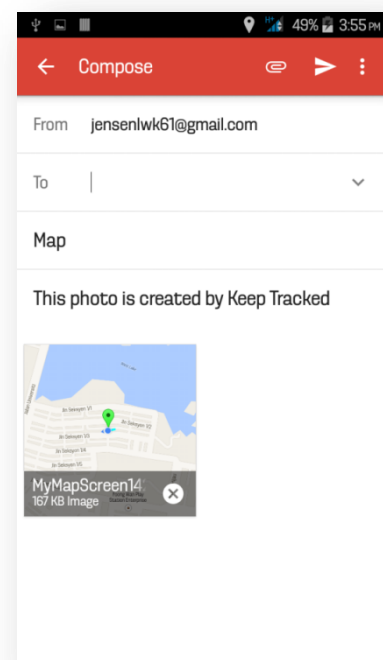 49% 3:55 PM
Compose
From jensenlwk61@gmail.com
To
Map
This photo is created by Keep Tracked
MyMapScreen14
167 KB Image